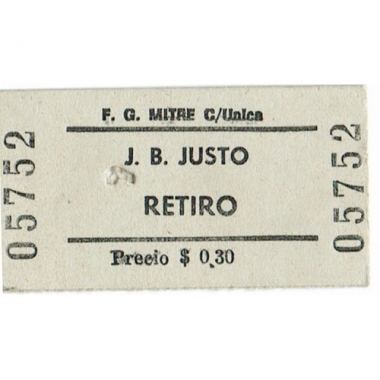 F. G. MITRE C/Unica
J. B. JUSTO
RETIRO
Precio $ 0,30
05752
05752